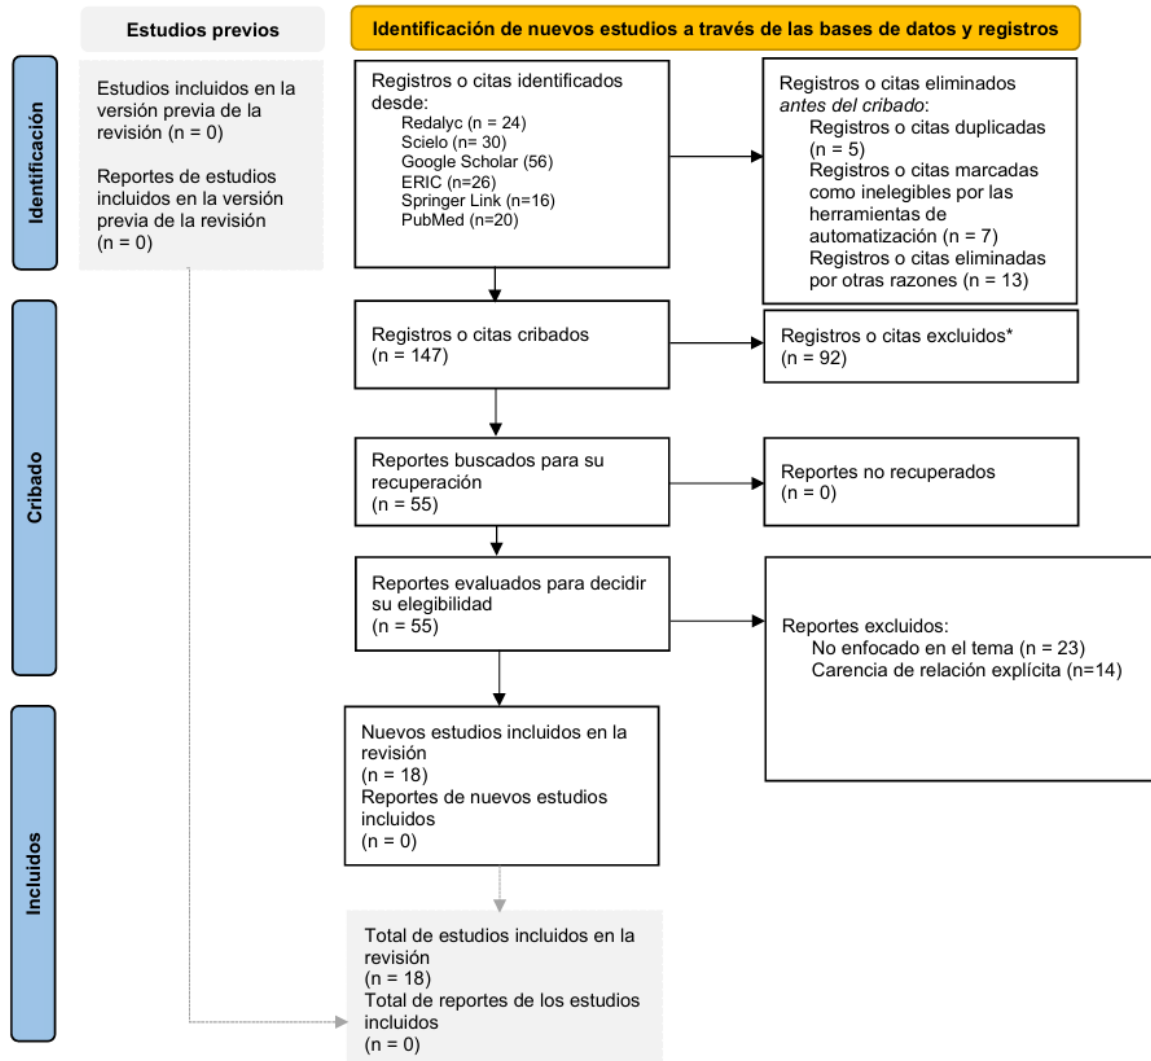 Estudios previos
Identificación de nuevos estudios a través de las bases de datos y registros
Identificación
Estudios incluidos en la
versión previa de la
revisión (n = 0)
Reportes de estudios
incluidos en la versión
previa de la revisión
(n = 0)
Registros o citas identificados
desde:
Redalyc (n = 24)
Scielo (n= 30)
Google Scholar (56)
ERIC (n=26)
Springer Link (n=16)
PubMed (n=20)
Registros o citas eliminados
antes del cribado:
Registros o citas duplicadas
(n = 5)
Registros o citas marcadas
como inelegibles por las
herramientas de
automatización (n = 7)
Registros o citas eliminadas
por otras razones (n = 13)
Cribado
Registros o citas cribados
(n = 147)
Registros o citas excluidos*
(n = 92)
Reportes buscados para su
recuperación
(n = 55)
Reportes no recuperados
(n = 0)
Reportes evaluados para decidir
su elegibilidad
(n = 55)
Reportes excluidos:
No enfocado en el tema (n = 23)
Carencia de relación explícita (n=14)
Incluidos
Nuevos estudios incluidos en la
revisión
(n = 18)
Reportes de nuevos estudios
incluidos
(n = 0)
Total de estudios incluidos en la
revisión
(n = 18)
Total de reportes de los estudios
incluidos
(n = 0)